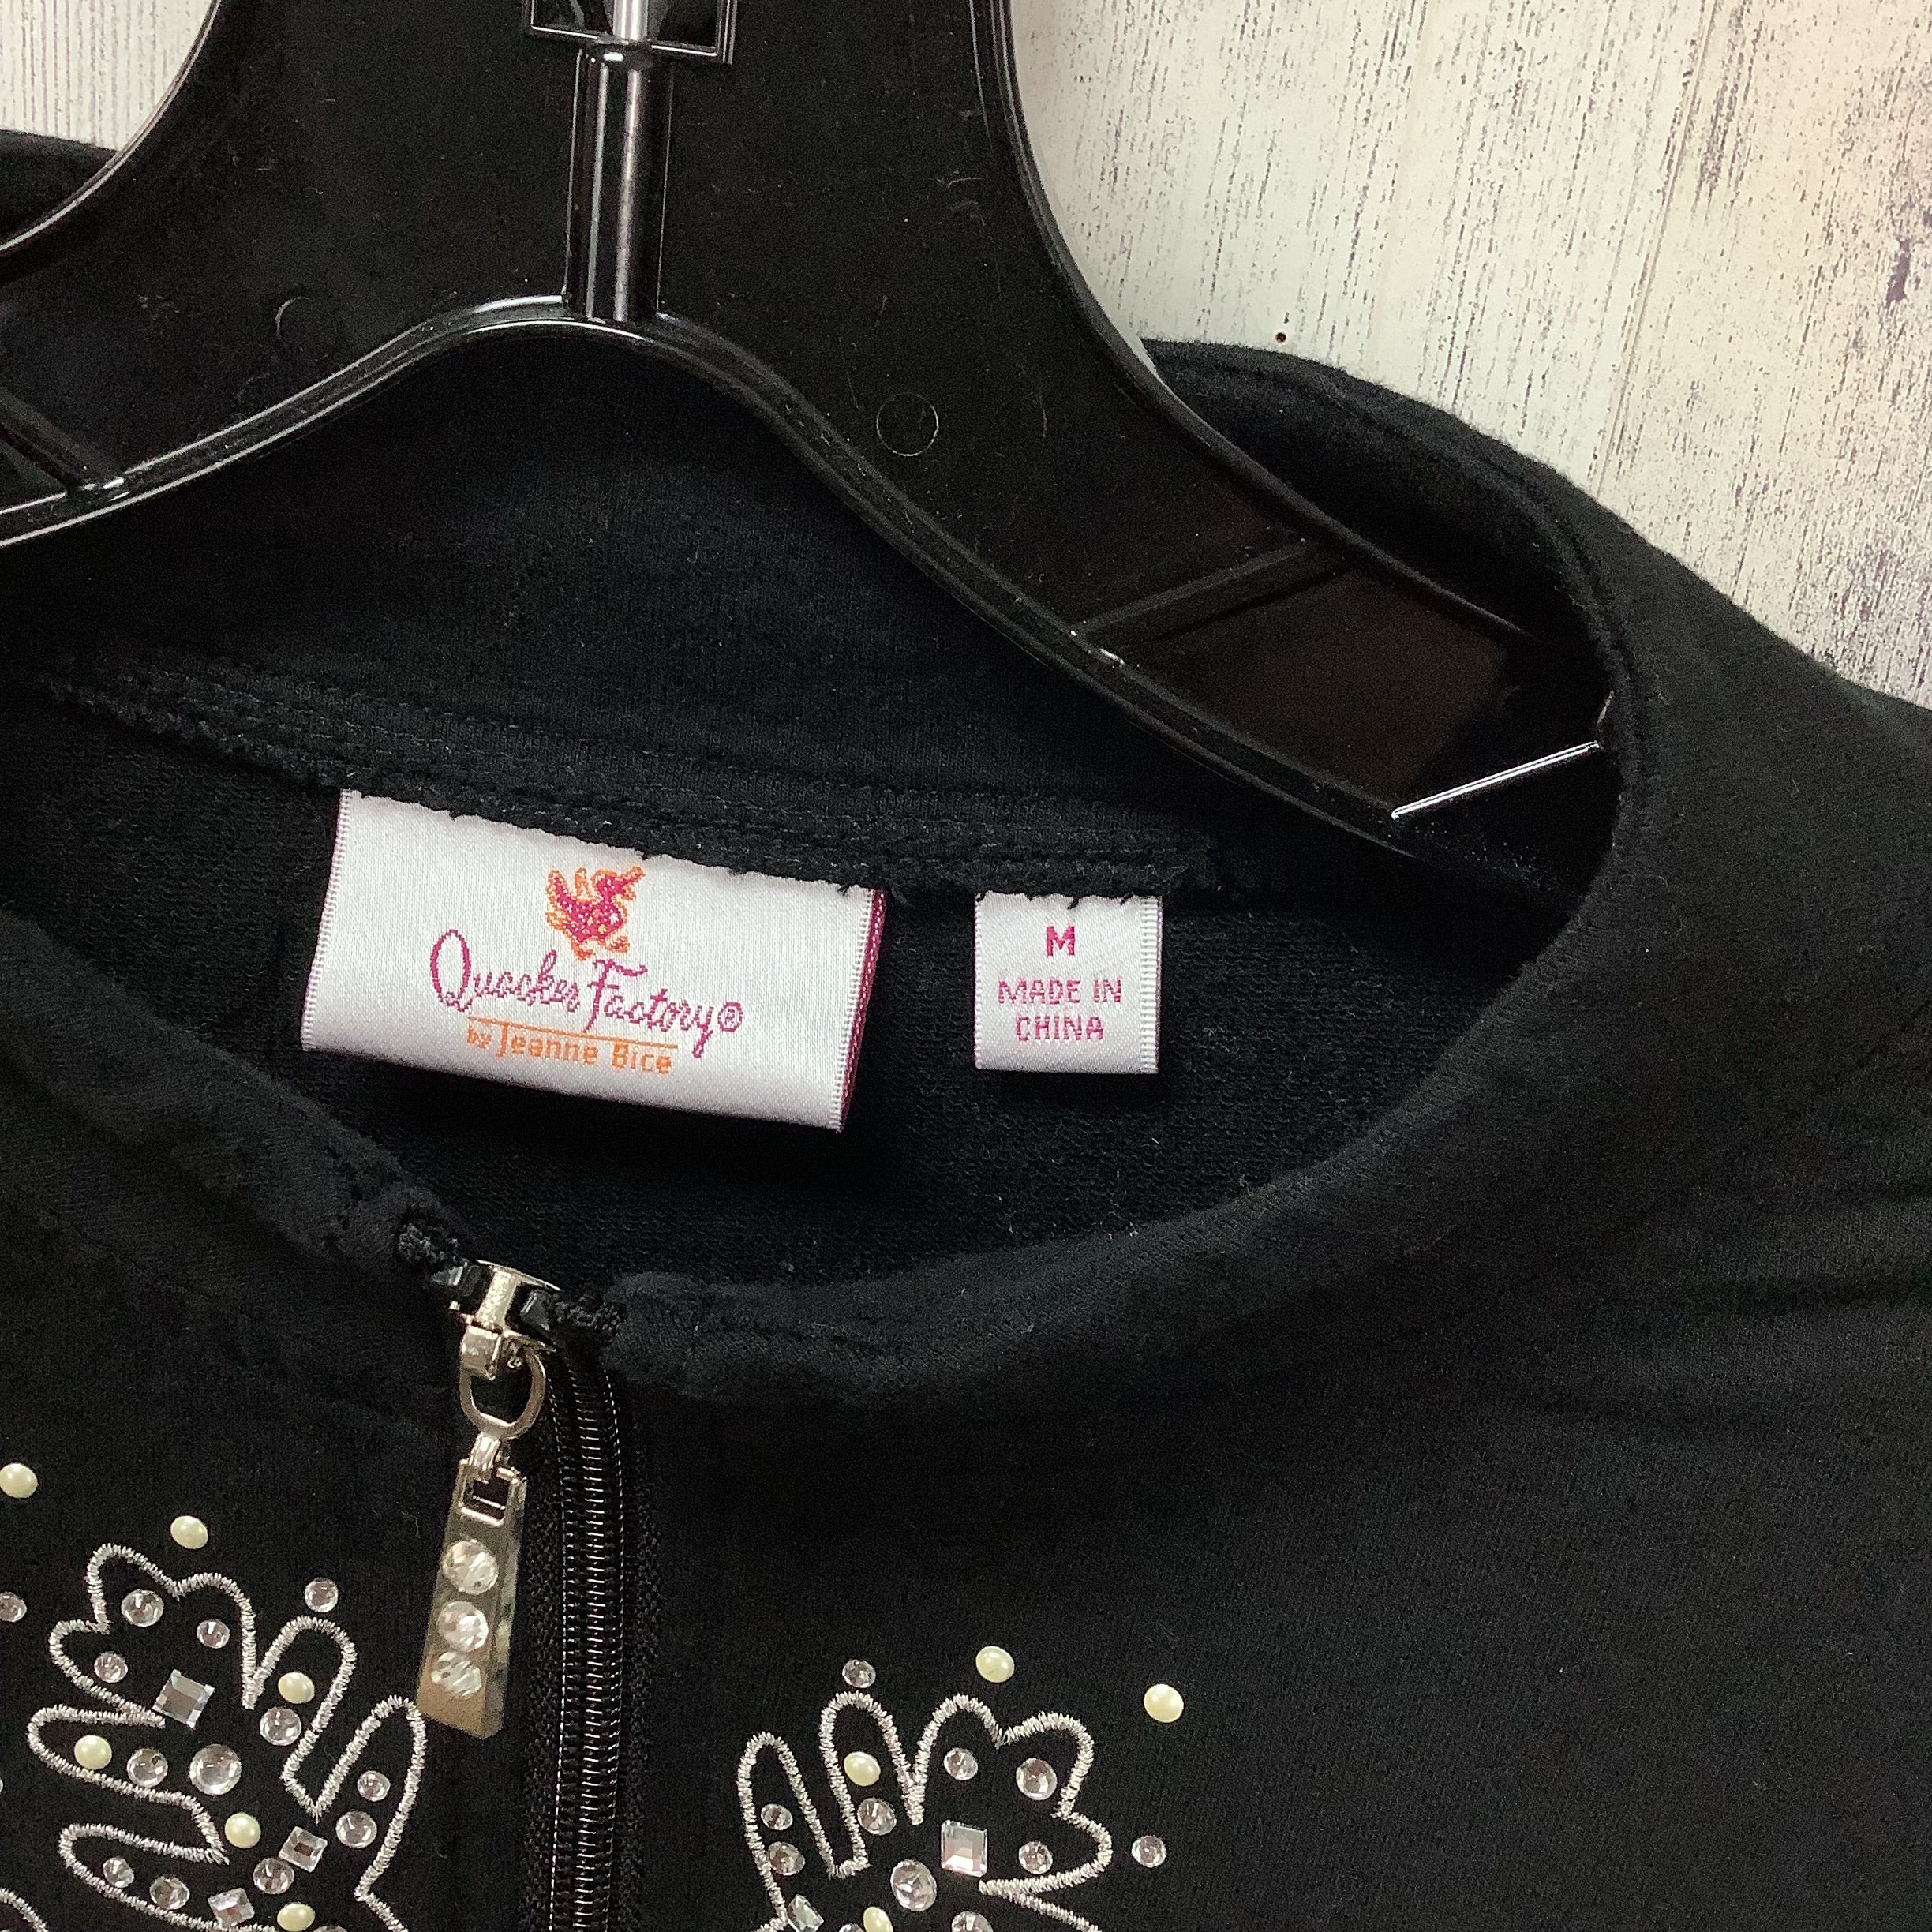 Quacker Factory®
by Jeanne Bice
M
MADE IN
CHINA